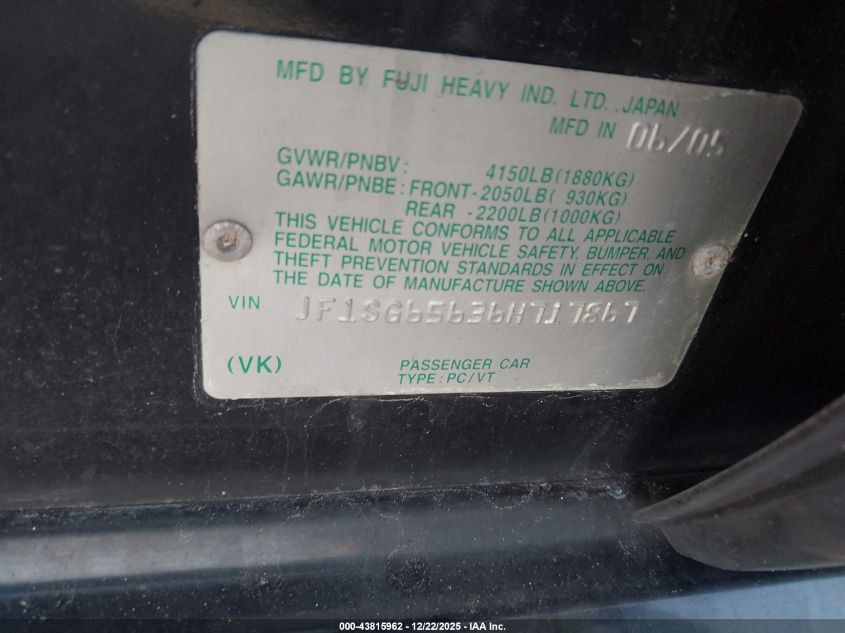 MFD BY FUJI HEAVY IND. LTD., JAPAN
MFD IN 06/05
GVWR/PNBV: 4150LB(1880KG)
GAWR/PNBE: FRONT-2050LB( 930KG)
REAR -2200LB(1000KG)
THIS VEHICLE CONFORMS TO ALL APPLICABLE
FEDERAL MOTOR VEHICLE SAFETY, BUMPER, AND
THEFT PREVENTION STANDARDS IN EFFECT ON
THE DATE OF MANUFACTURE SHOWN ABOVE.
VIN JF1SG65636H717867
(VK) PASSENGER CAR
TYPE: PC/VT
000-43815962 - 12/22/2025 - IAA Inc.